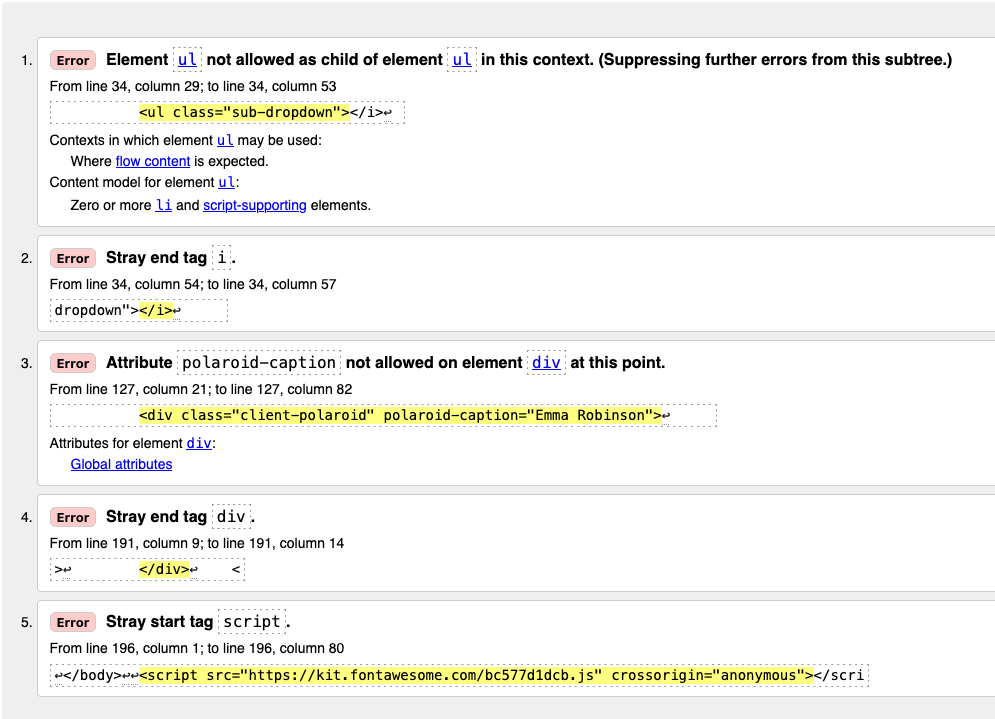 1. Error Element ul not allowed as child of element ul in this context. (Suppressing further errors from this subtree.)
From line 34, column 29; to line 34, column 53
<ul class="sub-dropdown"></i>↩
Contexts in which element ul may be used:
Where flow content is expected.
Content model for element ul:
Zero or more li and script-supporting elements.
2. Error Stray end tag i.
From line 34, column 54; to line 34, column 57
dropdown"></i>↩
3. Error Attribute polaroid-caption not allowed on element div at this point.
From line 127, column 21; to line 127, column 82
<div class="client-polaroid" polaroid-caption="Emma Robinson">↩
Attributes for element div:
Global attributes
4. Error Stray end tag div.
From line 191, column 9; to line 191, column 14
>↩ </div>↩ <
5. Error Stray start tag script.
From line 196, column 1; to line 196, column 80
↩</body>↩↩<script src="https://kit.fontawesome.com/bc577d1dcb.js" crossorigin="anonymous"></scri